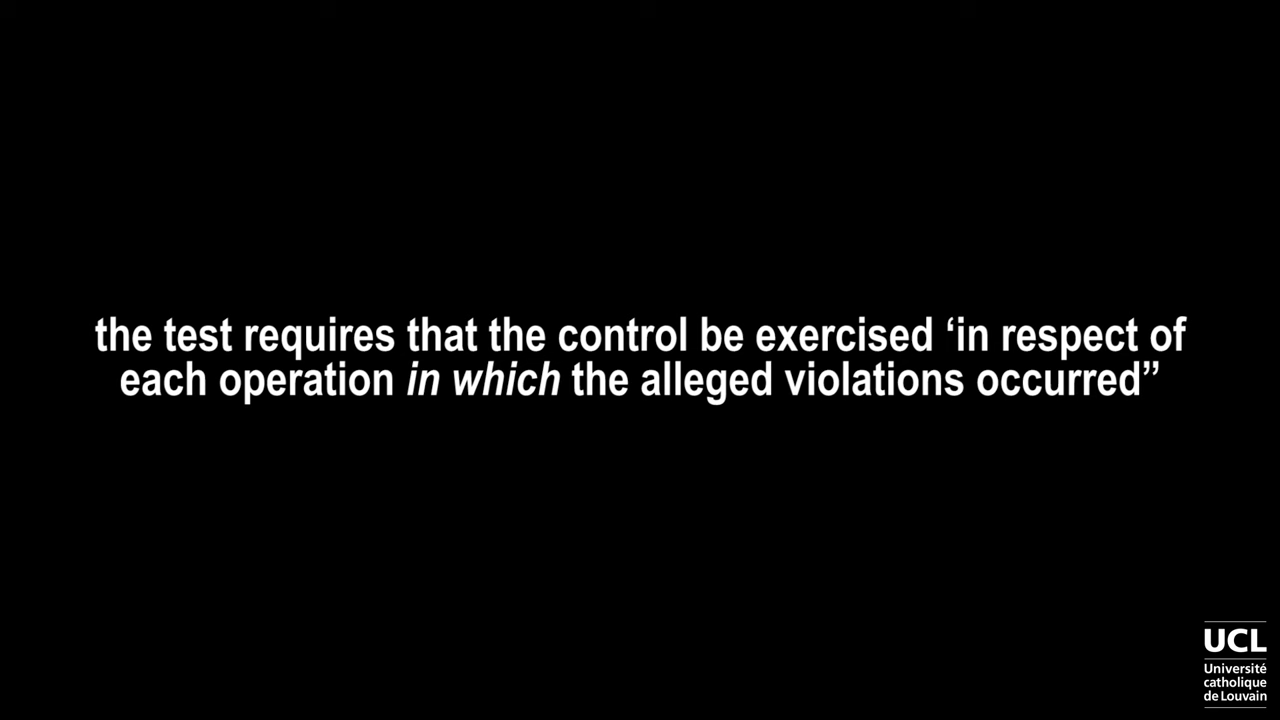 the test requires that the control be exercised ‘in respect of
each operation in which the alleged violations occurred”
UCL
Université
catholique
de Louvain